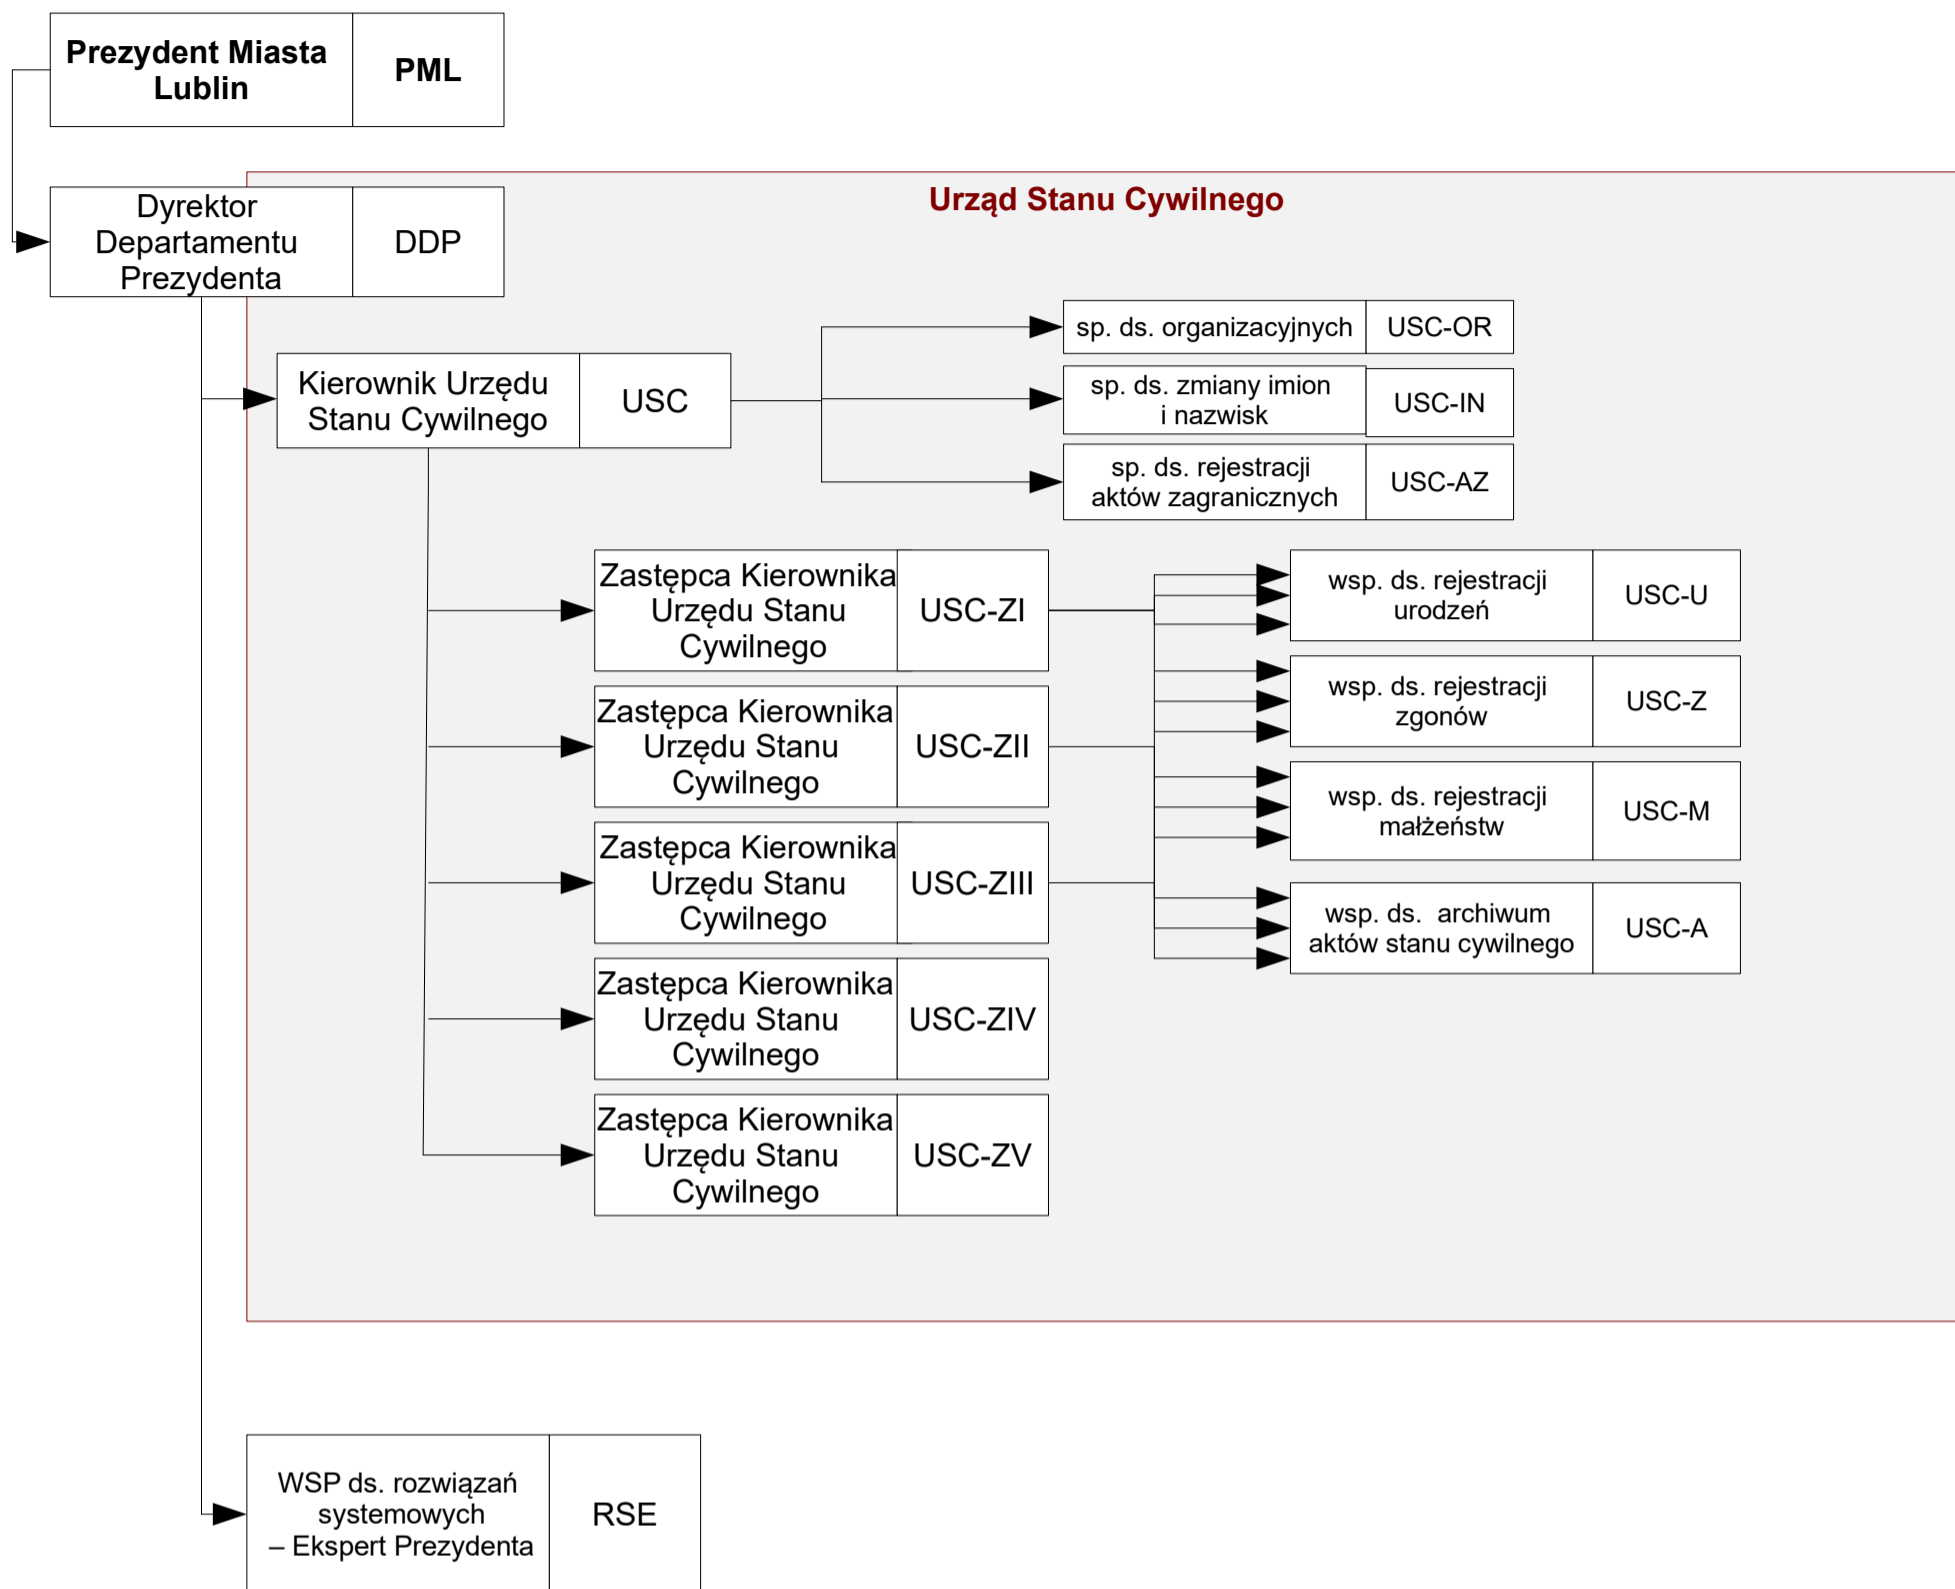 Prezydent Miasta
Lublin
PML
Dyrektor
Departamentu
Prezydenta
DDP
Urząd Stanu Cywilnego
Kierownik Urzędu
Stanu Cywilnego
USC
sp. ds. organizacyjnych
USC-OR
sp. ds. zmiany imion
i nazwisk
USC-IN
sp. ds. rejestracji
aktów zagranicznych
USC-AZ
Zastępca Kierownika
Urzędu Stanu
Cywilnego
USC-ZI
Zastępca Kierownika
Urzędu Stanu
Cywilnego
USC-ZII
Zastępca Kierownika
Urzędu Stanu
Cywilnego
USC-ZIII
Zastępca Kierownika
Urzędu Stanu
Cywilnego
USC-ZIV
Zastępca Kierownika
Urzędu Stanu
Cywilnego
USC-ZV
wsp. ds. rejestracji
urodzeń
USC-U
wsp. ds. rejestracji
zgonów
USC-Z
wsp. ds. rejestracji
małżeństw
USC-M
wsp. ds. archiwum
aktów stanu cywilnego
USC-A
WSP ds. rozwiązań
systemowych
– Ekspert Prezydenta
RSE